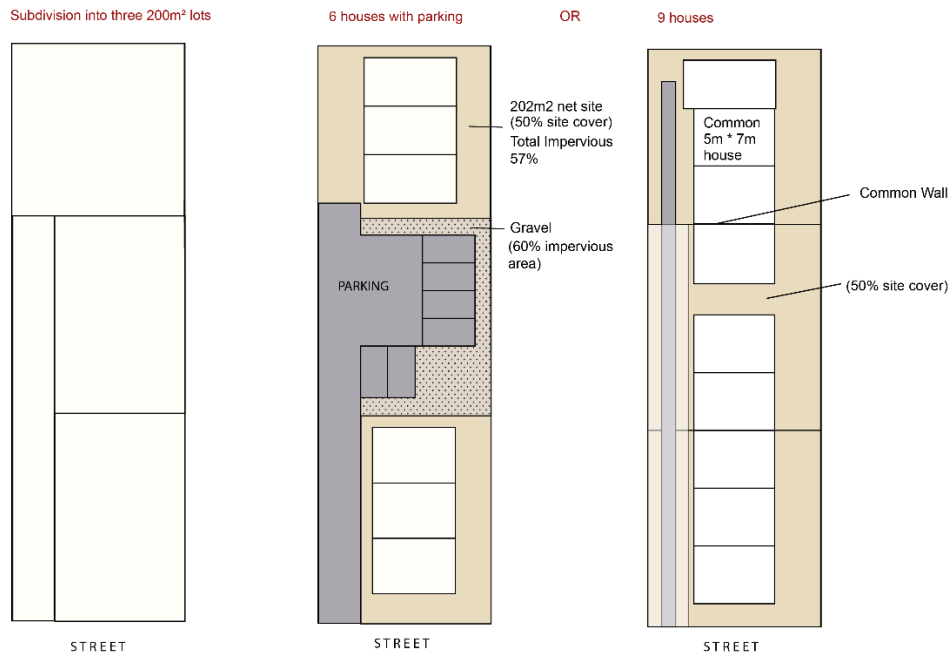 Subdivision into three 200m² lots
6 houses with parking
OR
9 houses
202m2 net site
(50% site cover)
Total Impervious
57%
Gravel
(60% impervious
area)
PARKING
Common
5m * 7m
house
Common Wall
(50% site cover)
STREET
STREET
STREET